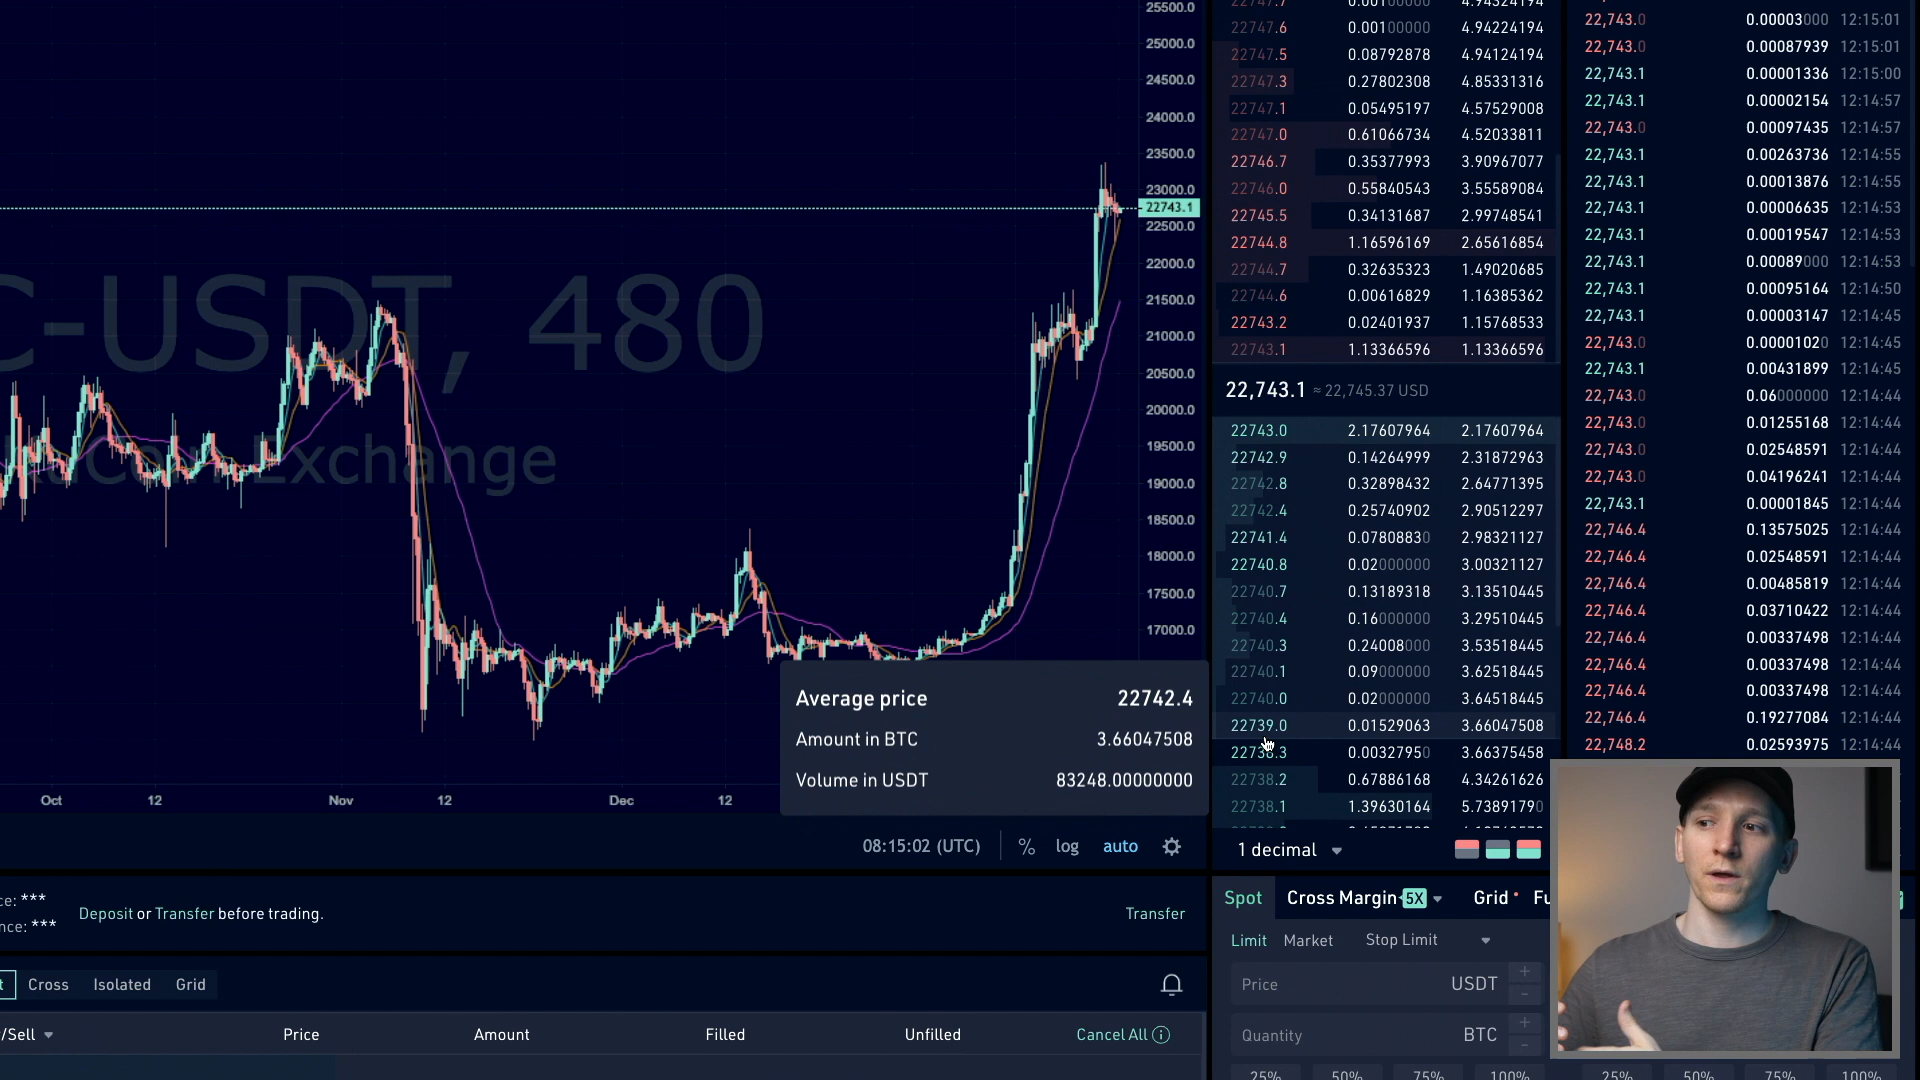 25500.0
25000.0
24500.0
24000.0
23500.0
23000.0
22743.1
22500.0
22000.0
21500.0
21000.0
20500.0
20000.0
19500.0
19000.0
18500.0
18000.0
17500.0
17000.0
C-USDT, 480
Exchange
Average price 22742.4
Amount in BTC 3.66047508
Volume in USDT 83248.00000000
Oct 12 Nov 12 Dec 12
08:15:02 (UTC) % log auto
ce: ***
Deposit or Transfer before trading. Transfer
nce: ***
t Cross Isolated Grid
/Sell Price Amount Filled Unfilled Cancel All
22747.6 0.00100000 4.94224194
22747.5 0.08792878 4.94124194
22747.3 0.27802308 4.85331316
22747.1 0.05495197 4.57529008
22747.0 0.61066734 4.52033811
22746.7 0.35377993 3.90967077
22746.0 0.55840543 3.55589084
22745.5 0.34131687 2.99748541
22744.8 1.16596169 2.65616854
22744.7 0.32635323 1.49020685
22744.6 0.00616829 1.16385362
22743.2 0.02401937 1.15768533
22743.1 1.13366596 1.13366596
22,743.1 ≈ 22,745.37 USD
22743.0 2.17607964 2.17607964
22742.9 0.14264999 2.31872963
22742.8 0.32898432 2.64771395
22742.4 0.25740902 2.90512297
22741.4 0.07808830 2.98321127
22740.8 0.02000000 3.00321127
22740.7 0.13189318 3.13510445
22740.4 0.16000000 3.29510445
22740.3 0.24008000 3.53518445
22740.1 0.09000000 3.62518445
22740.0 0.02000000 3.64518445
22739.0 0.01529063 3.66047508
22738.3 0.00327950 3.66375458
22738.2 0.67886168 4.34261626
22738.1 1.39630164 5.73891790
1 decimal
Spot Cross Margin 5X Grid Fu
Limit Market Stop Limit
Price USDT + -
Quantity BTC + -
25% 50% 75% 100% 25% 50% 75% 100%
22,743.0 0.00003000 12:15:01
22,743.0 0.00087939 12:15:01
22,743.1 0.00001336 12:15:00
22,743.1 0.00002154 12:14:57
22,743.0 0.00097435 12:14:57
22,743.1 0.00263736 12:14:55
22,743.1 0.00013876 12:14:55
22,743.1 0.00006635 12:14:53
22,743.1 0.00019547 12:14:53
22,743.1 0.00089000 12:14:53
22,743.1 0.00095164 12:14:50
22,743.1 0.00003147 12:14:45
22,743.0 0.00001020 12:14:45
22,743.1 0.00431899 12:14:45
22,743.0 0.06000000 12:14:44
22,743.0 0.01255168 12:14:44
22,743.0 0.02548591 12:14:44
22,743.0 0.04196241 12:14:44
22,743.1 0.00001845 12:14:44
22,746.4 0.13575025 12:14:44
22,746.4 0.02548591 12:14:44
22,746.4 0.00485819 12:14:44
22,746.4 0.03710422 12:14:44
22,746.4 0.00337498 12:14:44
22,746.4 0.00337498 12:14:44
22,746.4 0.00337498 12:14:44
22,746.4 0.19277084 12:14:44
22,748.2 0.02593975 12:14:44